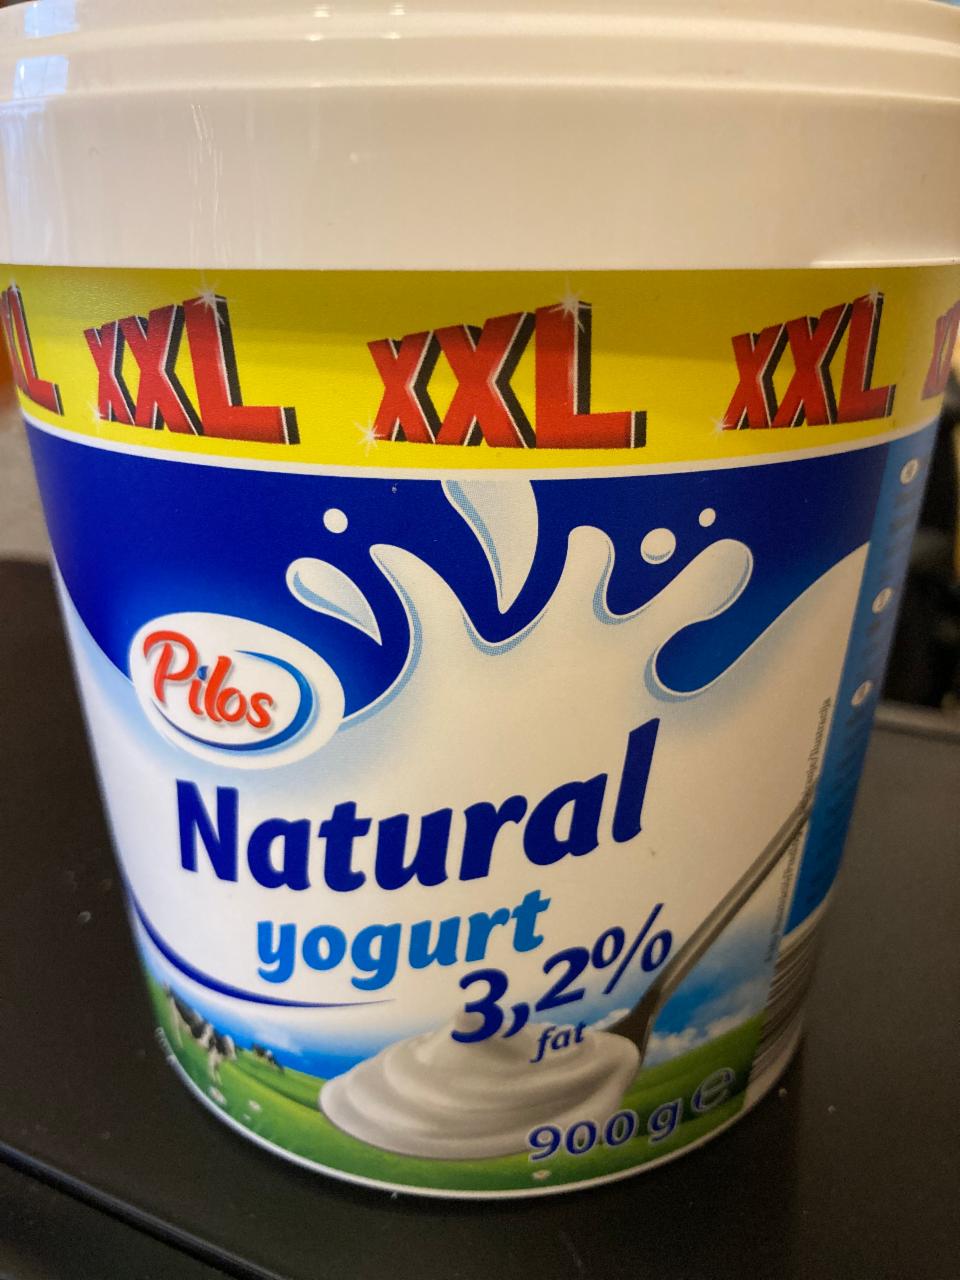 XXL XXL XXL
Pilos
Natural
yogurt
3,2%
fat
900 g e